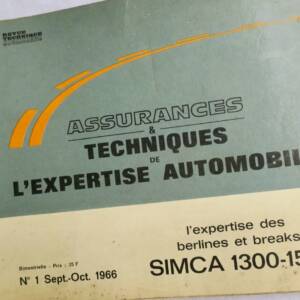 REVUE
TECHNIQUE
automobile
ASSURANCES
&
TECHNIQUES
DE
L'EXPERTISE AUTOMOBIL
Bimestrielle - Prix : 25 F
N° 1 Sept.-Oct. 1966
l'expertise des
berlines et breaks
SIMCA 1300-15